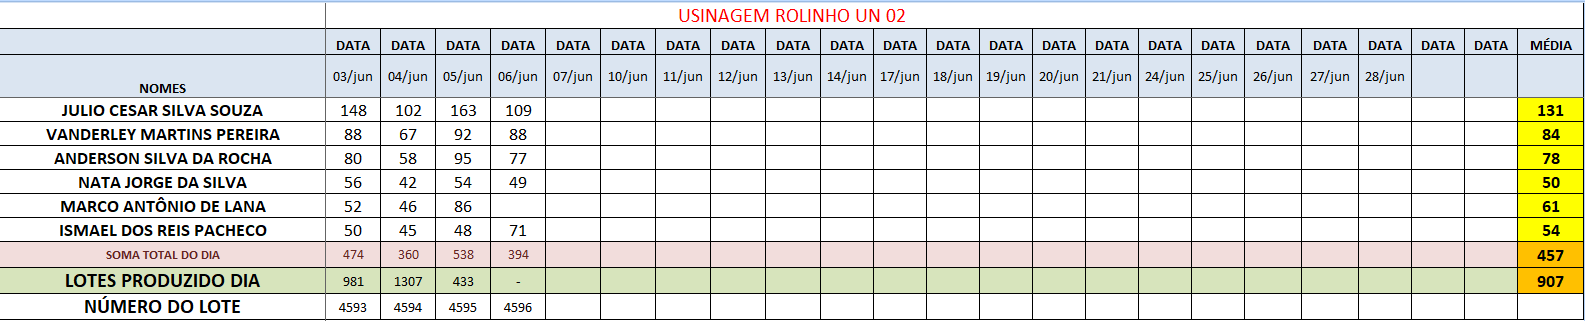 USINAGEM ROLINHO UN 02
DATA DATA DATA DATA DATA DATA DATA DATA DATA DATA DATA DATA DATA DATA DATA DATA DATA DATA DATA DATA DATA DATA MÉDIA
NOMES 03/jun 04/jun 05/jun 06/jun 07/jun 10/jun 11/jun 12/jun 13/jun 14/jun 17/jun 18/jun 19/jun 20/jun 21/jun 24/jun 25/jun 26/jun 27/jun 28/jun
JULIO CESAR SILVA SOUZA 148 102 163 109 131
VANDERLEY MARTINS PEREIRA 88 67 92 88 84
ANDERSON SILVA DA ROCHA 80 58 95 77 78
NATA JORGE DA SILVA 56 42 54 49 50
MARCO ANTÔNIO DE LANA 52 46 86 61
ISMAEL DOS REIS PACHECO 50 45 48 71 54
SOMA TOTAL DO DIA 474 360 538 394 457
LOTES PRODUZIDO DIA 981 1307 433 - 907
NÚMERO DO LOTE 4593 4594 4595 4596